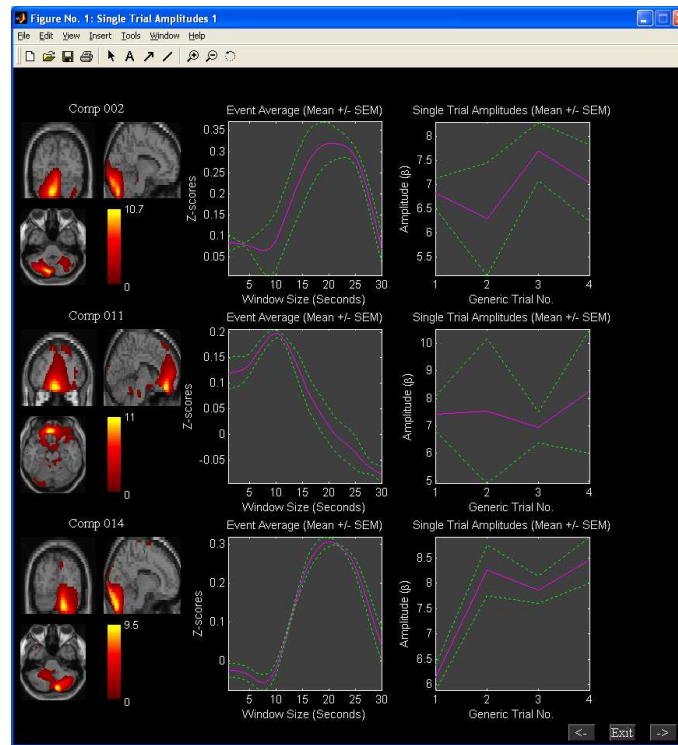 Figure No. 1: Single Trial Amplitudes 1
File Edit View Insert Tools Window Help
A
Comp 002
10.7
0
Event Average (Mean +/- SEM)
Z-scores
0.35
0.3
0.25
0.2
0.15
0.1
0.05
5 10 15 20 25 30
Window Size (Seconds)
Single Trial Amplitudes (Mean +/- SEM)
Amplitude (β)
8
7.5
7
6.5
6
5.5
1 2 3 4
Generic Trial No.
Comp 011
11
0
Event Average (Mean +/- SEM)
Z-scores
0.2
0.15
0.1
0.05
0
-0.05
5 10 15 20 25 30
Window Size (Seconds)
Single Trial Amplitudes (Mean +/- SEM)
Amplitude (β)
10
9
8
7
6
5
1 2 3 4
Generic Trial No.
Comp 014
9.5
0
Event Average (Mean +/- SEM)
Z-scores
0.3
0.2
0.1
0
5 10 15 20 25 30
Window Size (Seconds)
Single Trial Amplitudes (Mean +/- SEM)
Amplitude (β)
8.5
8
7.5
7
6.5
6
1 2 3 4
Generic Trial No.
<- Exit ->